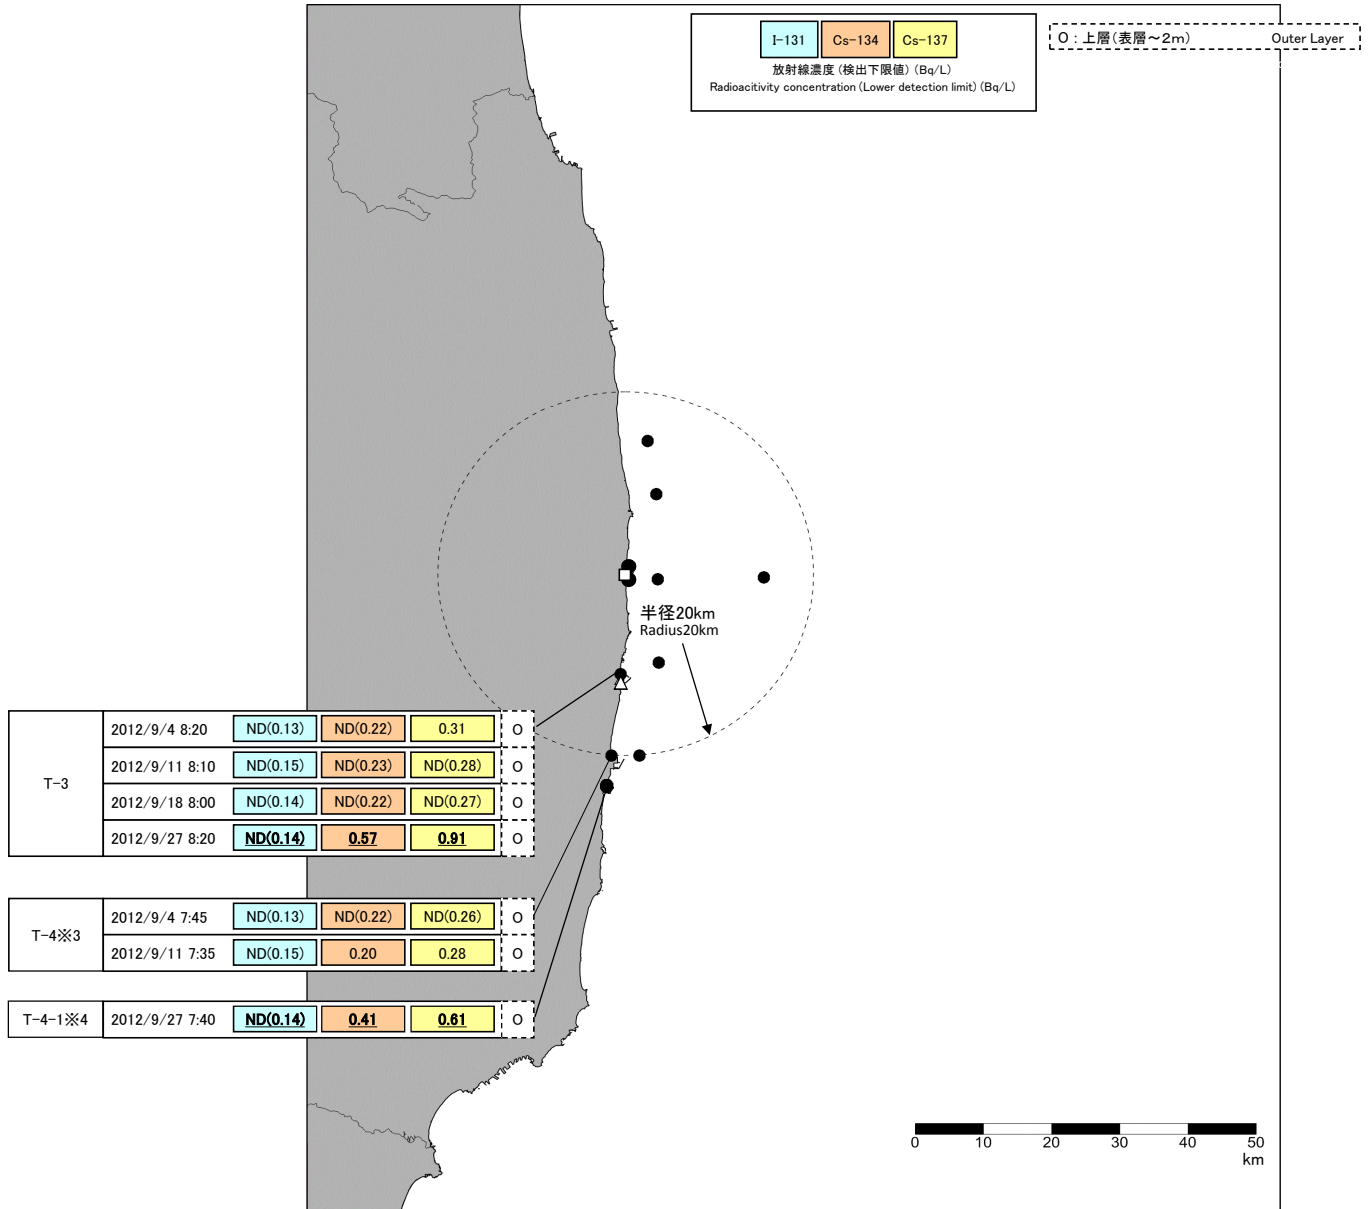 I-131 Cs-134 Cs-137
放射線濃度 (検出下限値) (Bq/L)
Radioacitivity concentration (Lower detection limit) (Bq/L)
O : 上層(表層～2m) Outer Layer
半径20km
Radius20km
T-3
2012/9/4 8:20 ND(0.13) ND(0.22) 0.31 O
2012/9/11 8:10 ND(0.15) ND(0.23) ND(0.28) O
2012/9/18 8:00 ND(0.14) ND(0.22) ND(0.27) O
2012/9/27 8:20 ND(0.14) 0.57 0.91 O
T-4※3
2012/9/4 7:45 ND(0.13) ND(0.22) ND(0.26) O
2012/9/11 7:35 ND(0.15) 0.20 0.28 O
T-4-1※4 2012/9/27 7:40 ND(0.14) 0.41 0.61 O
0 10 20 30 40 50
km